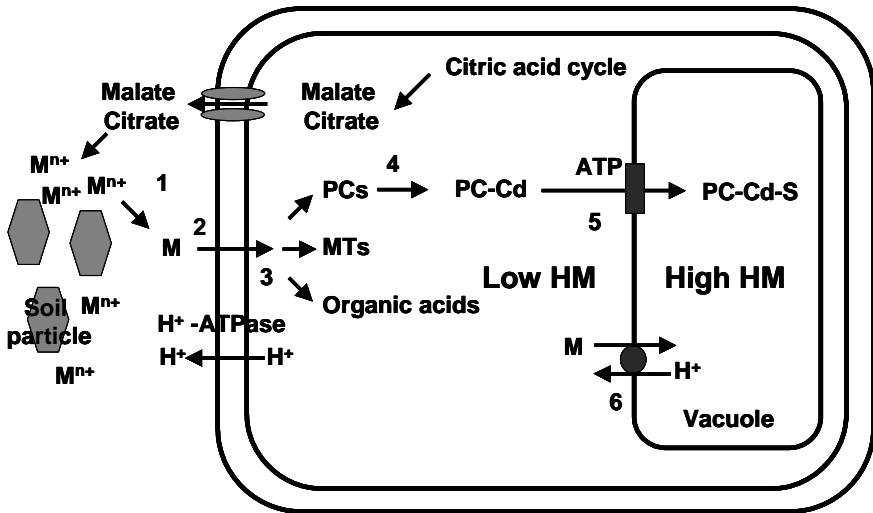 Citric acid cycle
Malate
Citrate
Malate
Citrate
Mⁿ⁺
Mⁿ⁺
Mⁿ⁺
1
4
ATP
PCs
PC-Cd
PC-Cd-S
2
5
M
MTs
3
Low HM
High HM
Organic acids
Soil
particle
Mⁿ⁺
H⁺ -ATPase
H⁺
H⁺
M
H⁺
Mⁿ⁺
6
Vacuole